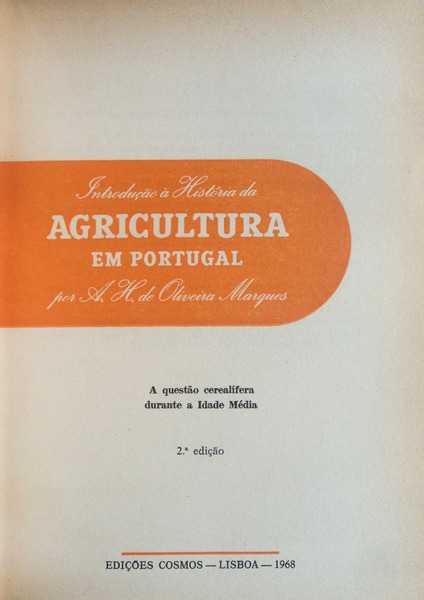 Introdução à História da
AGRICULTURA
EM PORTUGAL
por A. H. de Oliveira Marques
A questão cerealífera
durante a Idade Média
2.ª edição
EDIÇÕES COSMOS — LISBOA — 1968